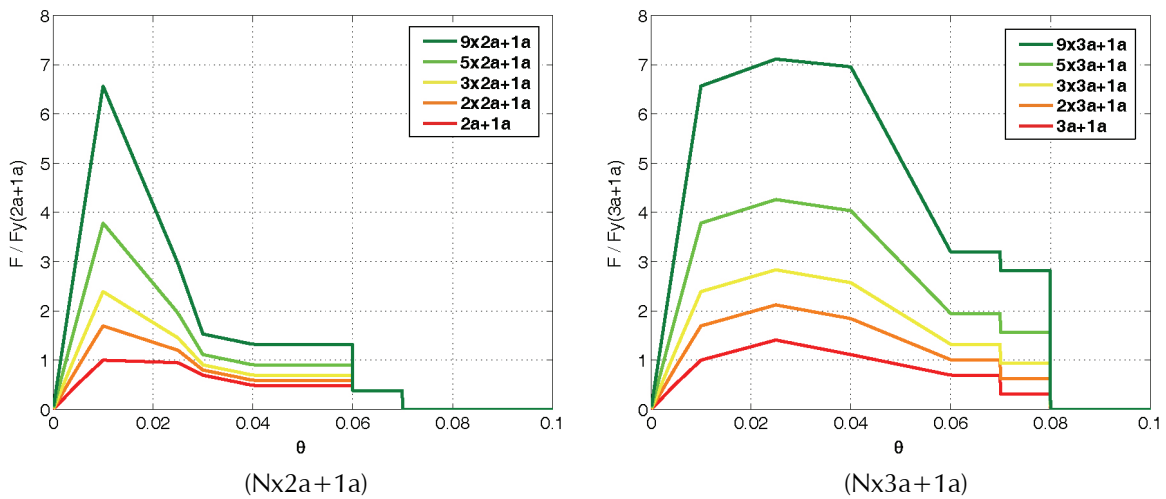 8
7
6
5
4
3
2
1
0
F / Fy(2a+1a)
0
0.02
0.04
0.06
0.08
0.1
θ
9x2a+1a
5x2a+1a
3x2a+1a
2x2a+1a
2a+1a
(Nx2a+1a)
8
7
6
5
4
3
2
1
0
F / Fy(3a+1a)
0
0.02
0.04
0.06
0.08
0.1
θ
9x3a+1a
5x3a+1a
3x3a+1a
2x3a+1a
3a+1a
(Nx3a+1a)